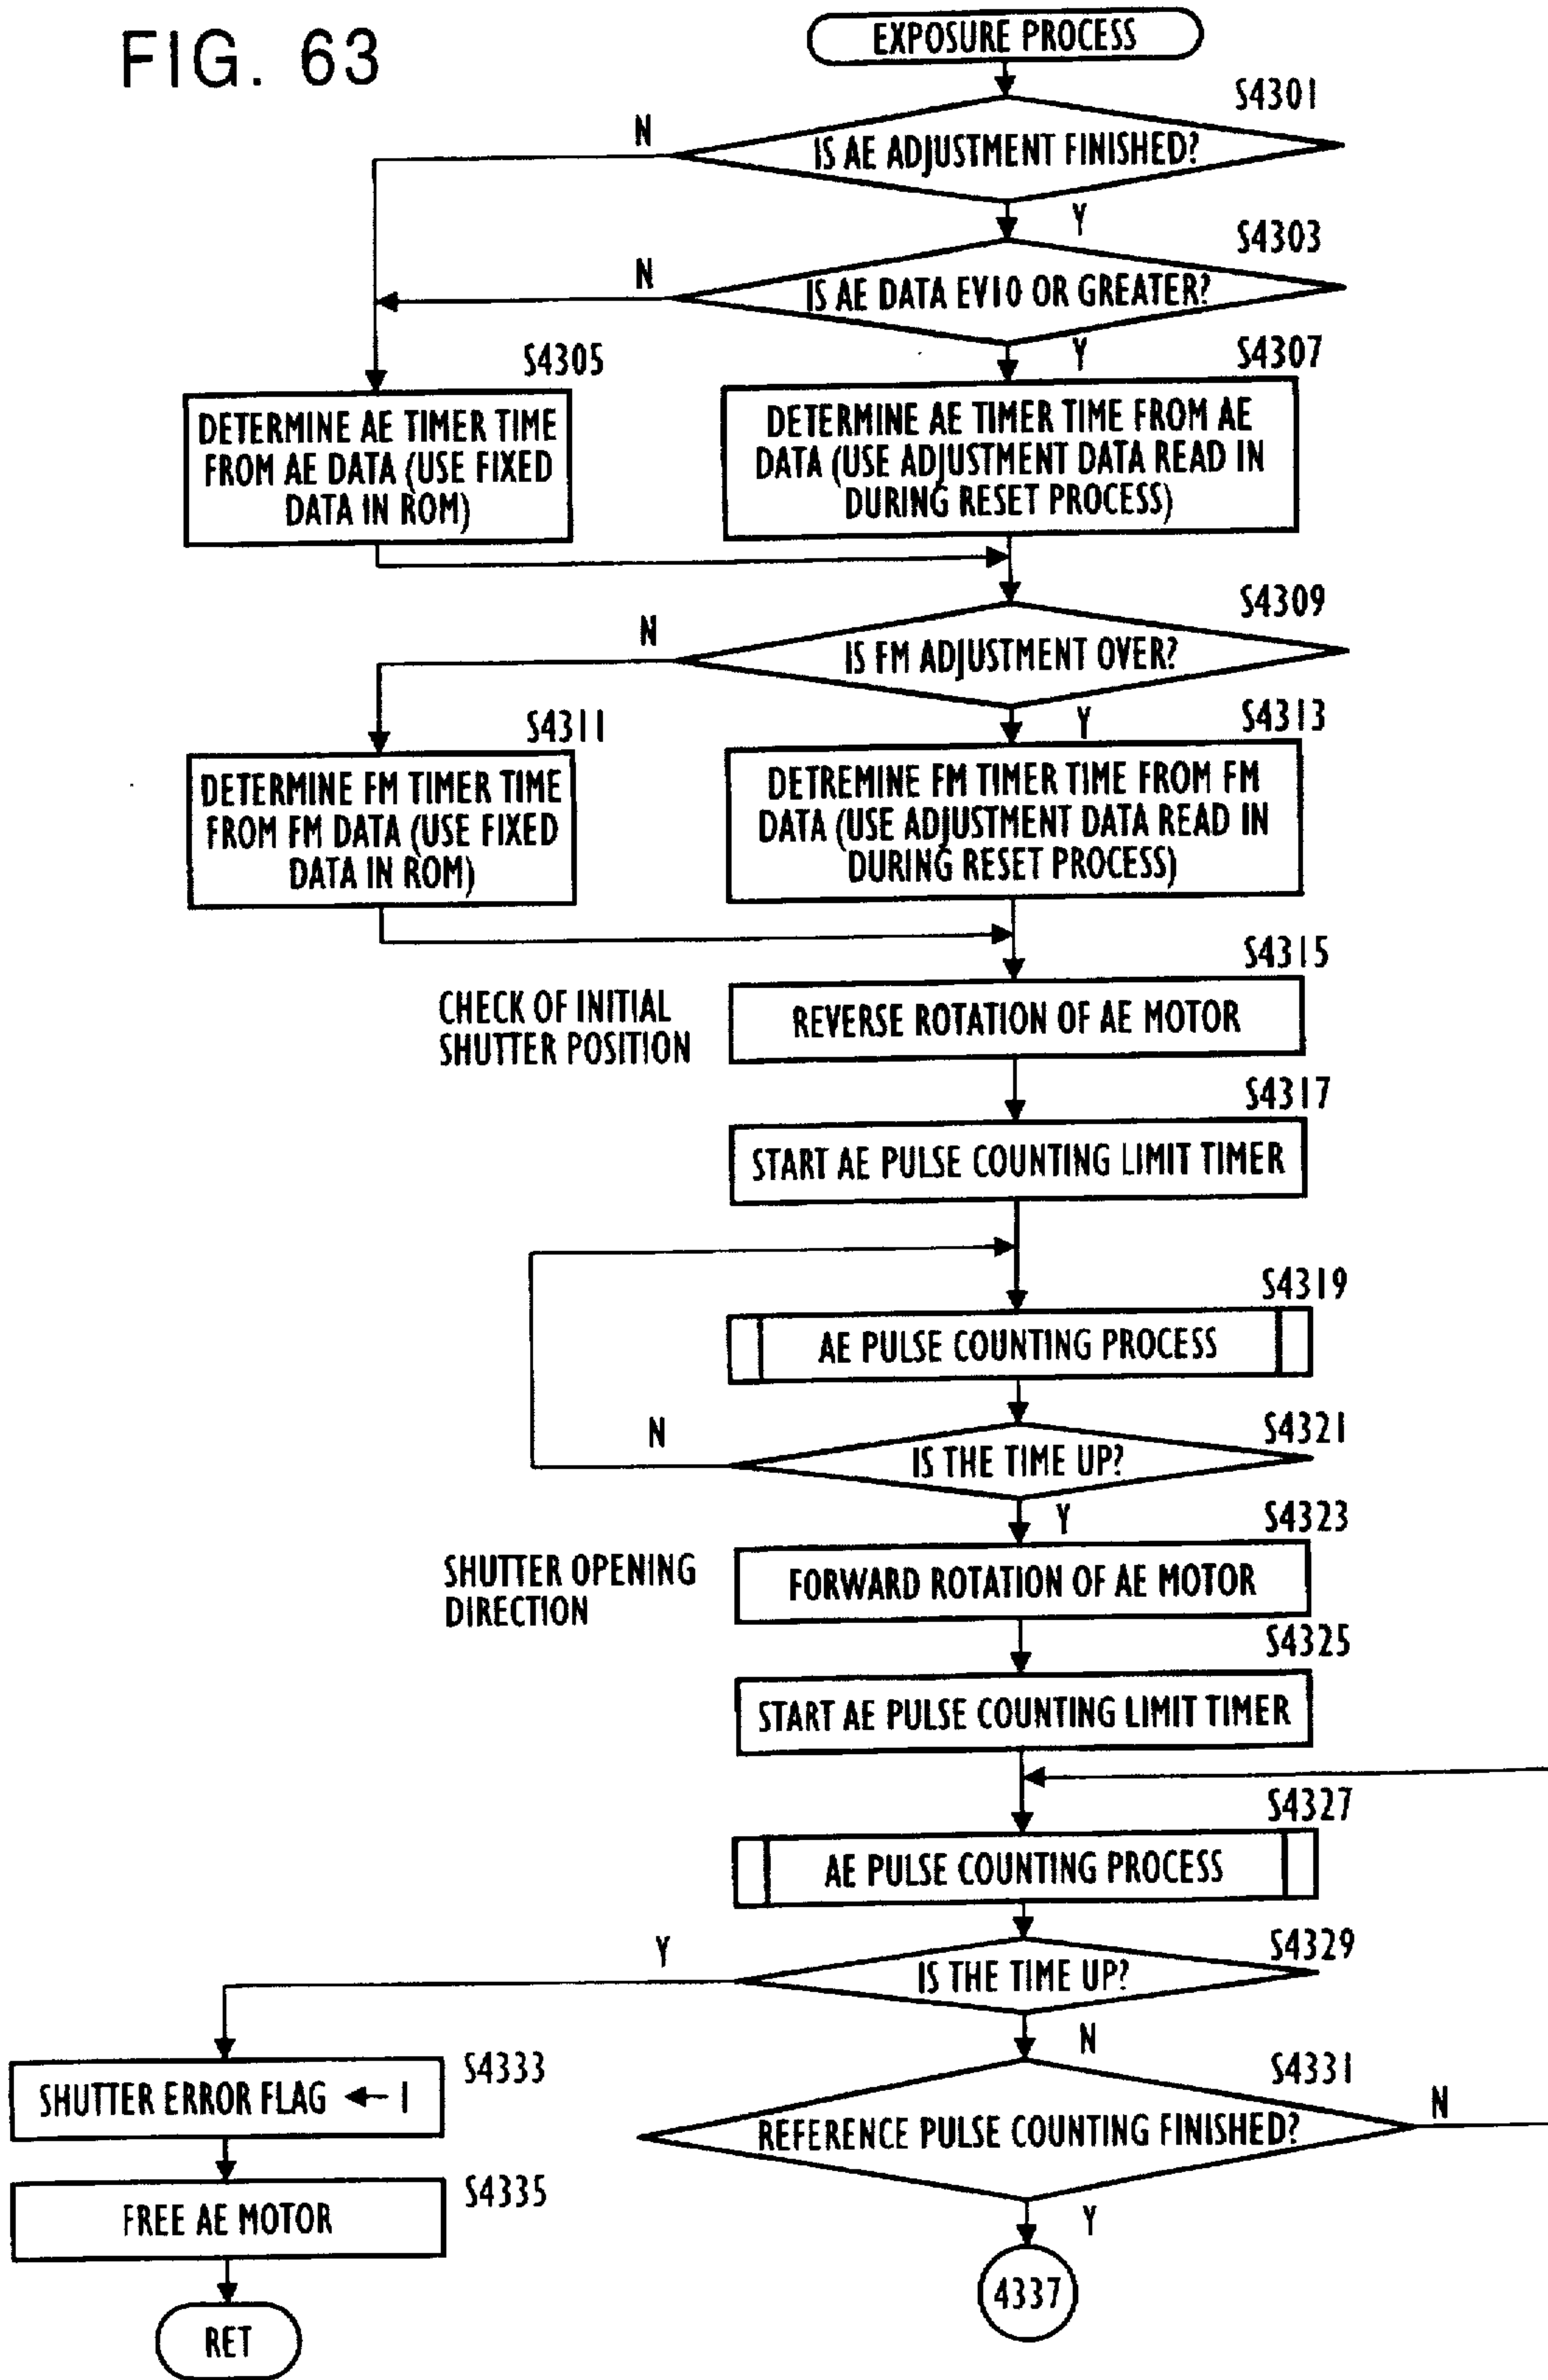 FIG. 63
EXPOSURE PROCESS
S4301
IS AE ADJUSTMENT FINISHED?
N
Y
S4303
IS AE DATA EV10 OR GREATER?
N
Y
S4305
DETERMINE AE TIMER TIME
FROM AE DATA (USE FIXED
DATA IN ROM)
S4307
DETERMINE AE TIMER TIME FROM AE
DATA (USE ADJUSTMENT DATA READ IN
DURING RESET PROCESS)
S4309
IS FM ADJUSTMENT OVER?
N
Y
S4311
DETERMINE FM TIMER TIME
FROM FM DATA (USE FIXED
DATA IN ROM)
S4313
DETREMINE FM TIMER TIME FROM FM
DATA (USE ADJUSTMENT DATA READ IN
DURING RESET PROCESS)
CHECK OF INITIAL
SHUTTER POSITION
S4315
REVERSE ROTATION OF AE MOTOR
S4317
START AE PULSE COUNTING LIMIT TIMER
S4319
AE PULSE COUNTING PROCESS
S4321
IS THE TIME UP?
N
Y
SHUTTER OPENING
DIRECTION
S4323
FORWARD ROTATION OF AE MOTOR
S4325
START AE PULSE COUNTING LIMIT TIMER
S4327
AE PULSE COUNTING PROCESS
S4329
IS THE TIME UP?
Y
N
S4331
REFERENCE PULSE COUNTING FINISHED?
N
Y
4337
S4333
SHUTTER ERROR FLAG ← 1
S4335
FREE AE MOTOR
RET